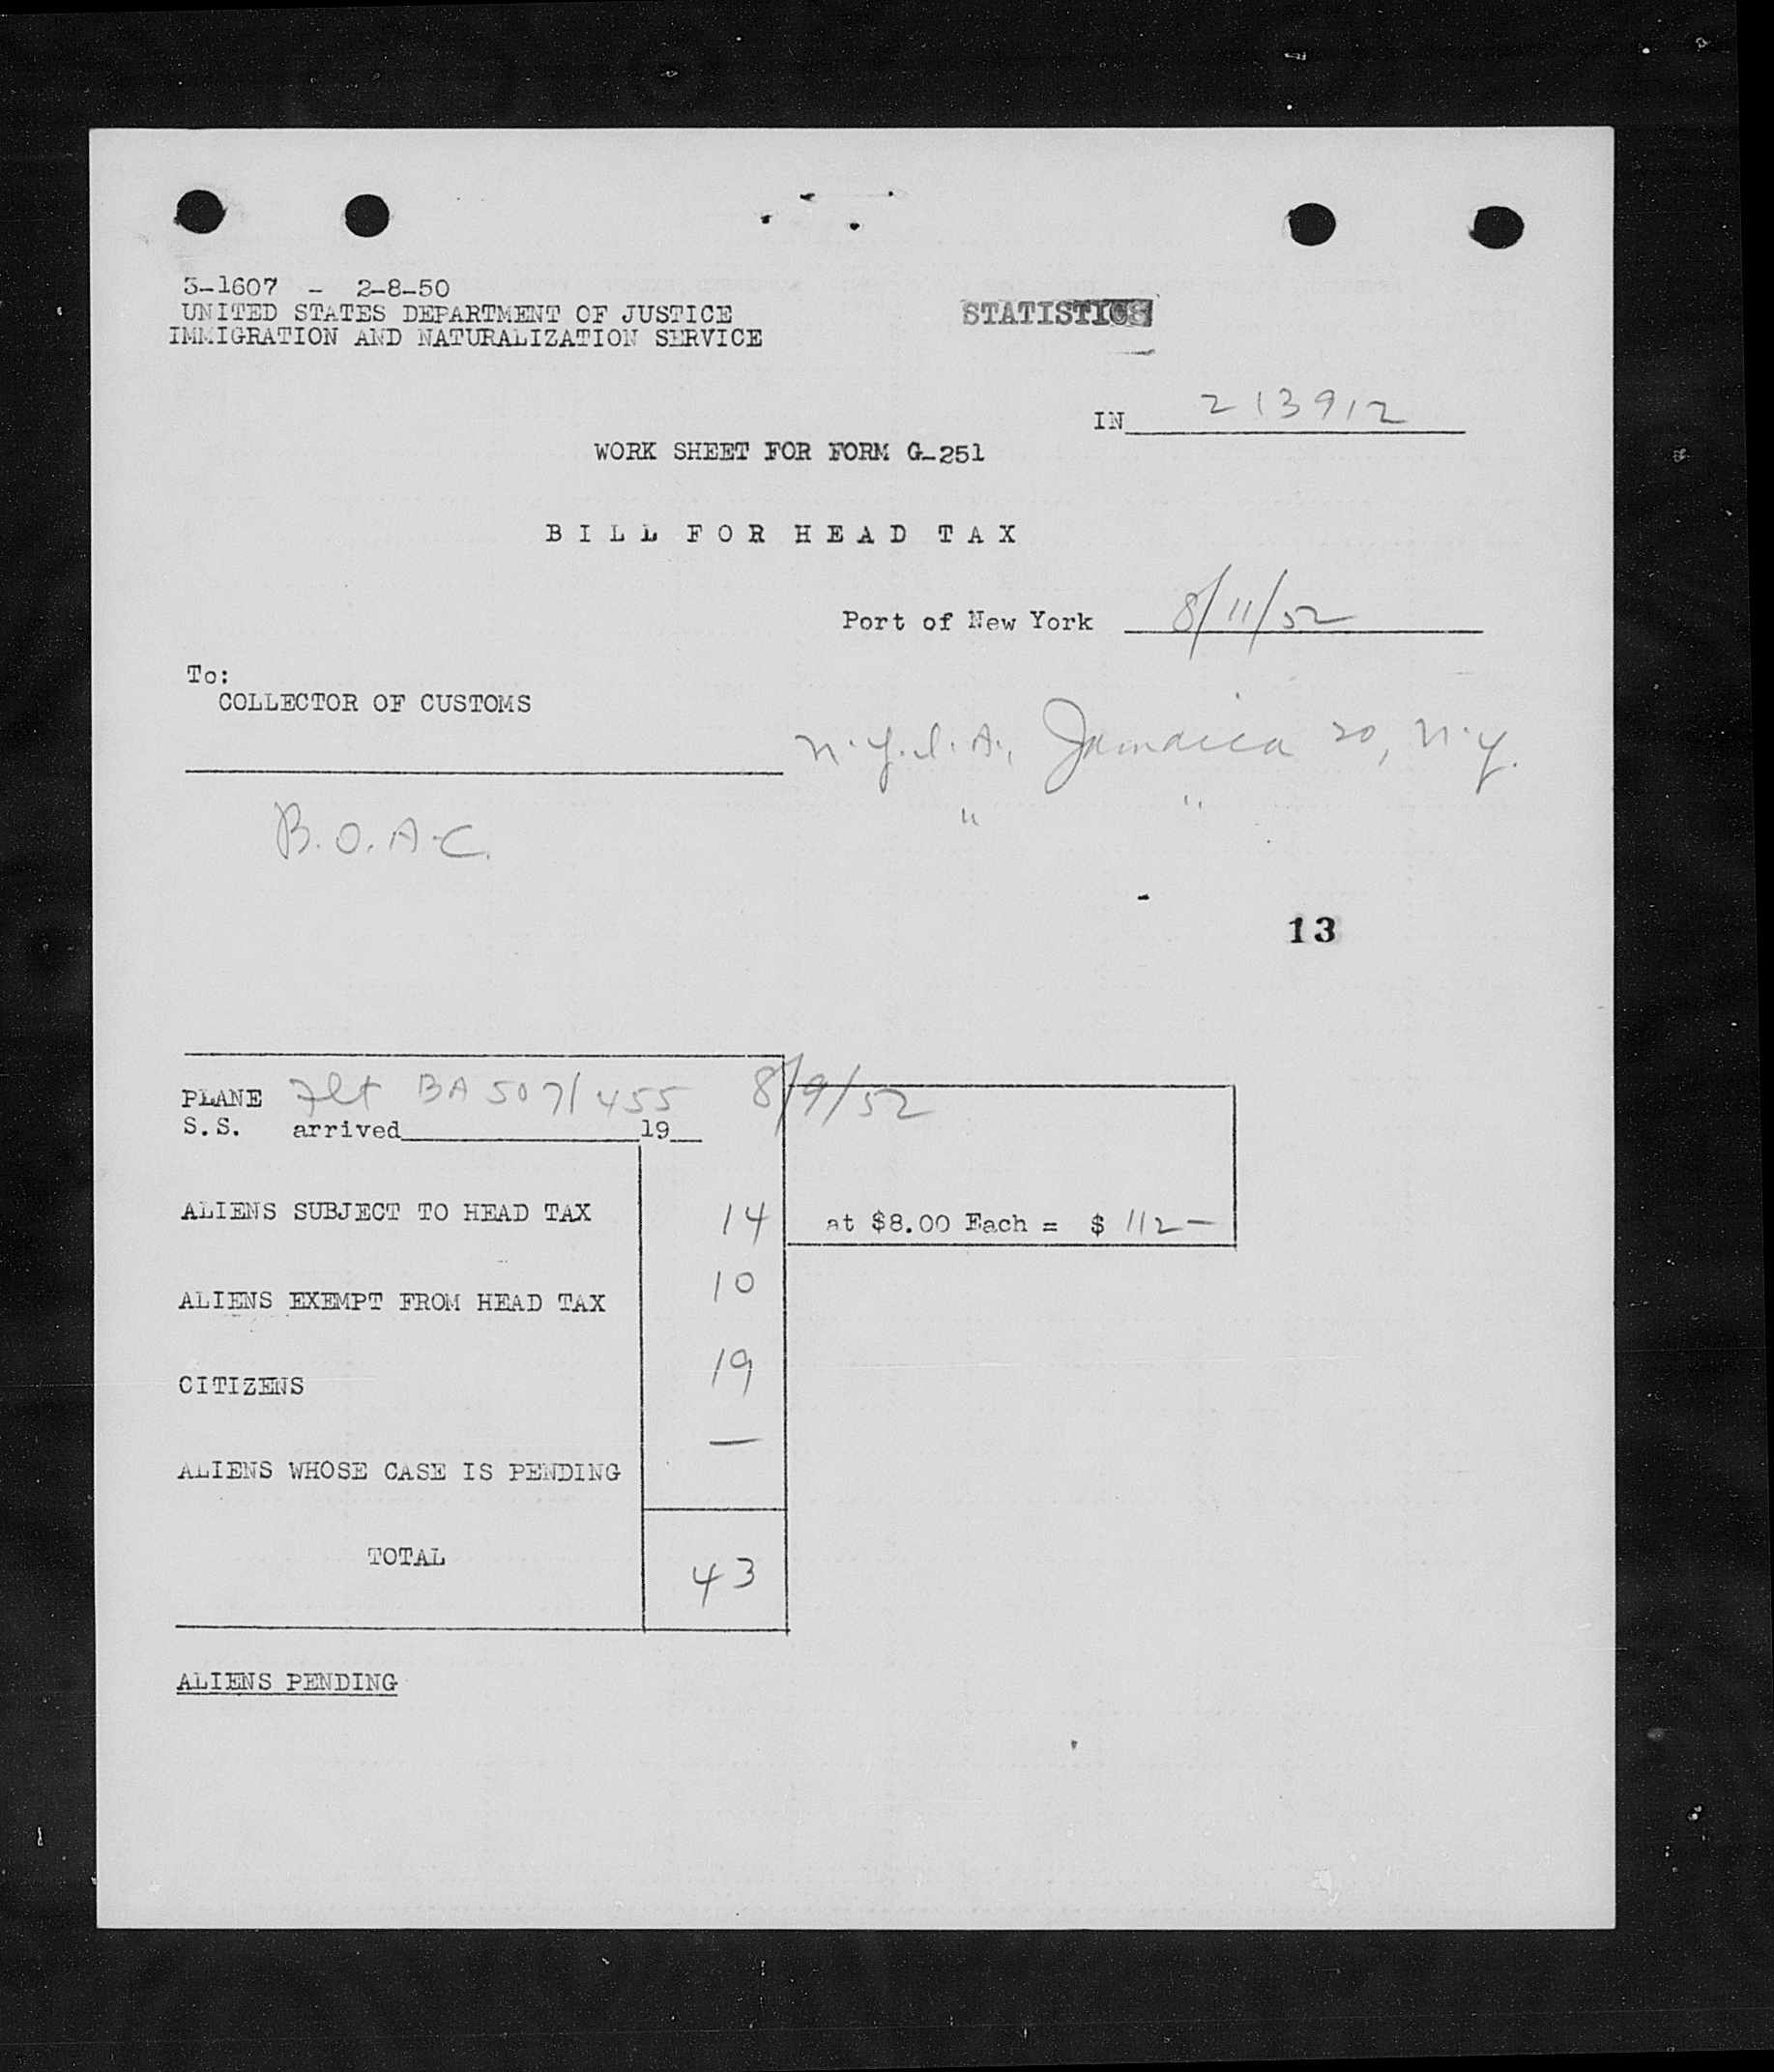 3-1607 - 2-8-50
UNITED STATES DEPARTMENT OF JUSTICE
IMMIGRATION AND NATURALIZATION SERVICE
STATISTICS
IN 213912
WORK SHEET FOR FORM G-251
BILL FOR HEAD TAX
Port of New York 8/11/52
To:
COLLECTOR OF CUSTOMS
N.Y.I.A., Jamaica 20, N.Y.
B.O.A.C. " "
13
PLANE Flt BA 507/455 8/9/52
S.S. arrived 19
ALIENS SUBJECT TO HEAD TAX 14 at $8.00 Each = $ 112 —
ALIENS EXEMPT FROM HEAD TAX 10
CITIZENS 19
ALIENS WHOSE CASE IS PENDING —
TOTAL 43
ALIENS PENDING